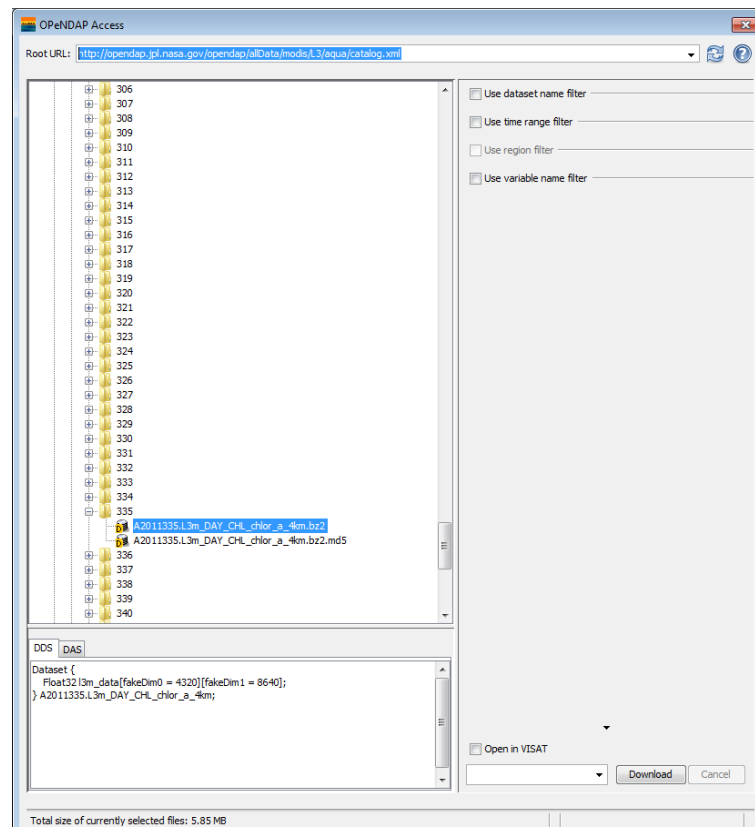 OPeNDAP Access
Root URL: http://opendap.jpl.nasa.gov/opendap/allData/modis/L3/aqua/catalog.xml
306
307
308
309
310
311
312
313
314
315
316
317
318
319
320
321
322
323
324
325
326
327
328
329
330
331
332
333
334
335
A2011335.L3m_DAY_CHL_chlor_a_4km.bz2
A2011335.L3m_DAY_CHL_chlor_a_4km.bz2.md5
336
337
338
339
340
Use dataset name filter
Use time range filter
Use region filter
Use variable name filter
DDS DAS
Dataset {
Float32 l3m_data[fakeDim0 = 4320][fakeDim1 = 8640];
} A2011335.L3m_DAY_CHL_chlor_a_4km;
Open in VISAT
Download Cancel
Total size of currently selected files: 5.85 MB